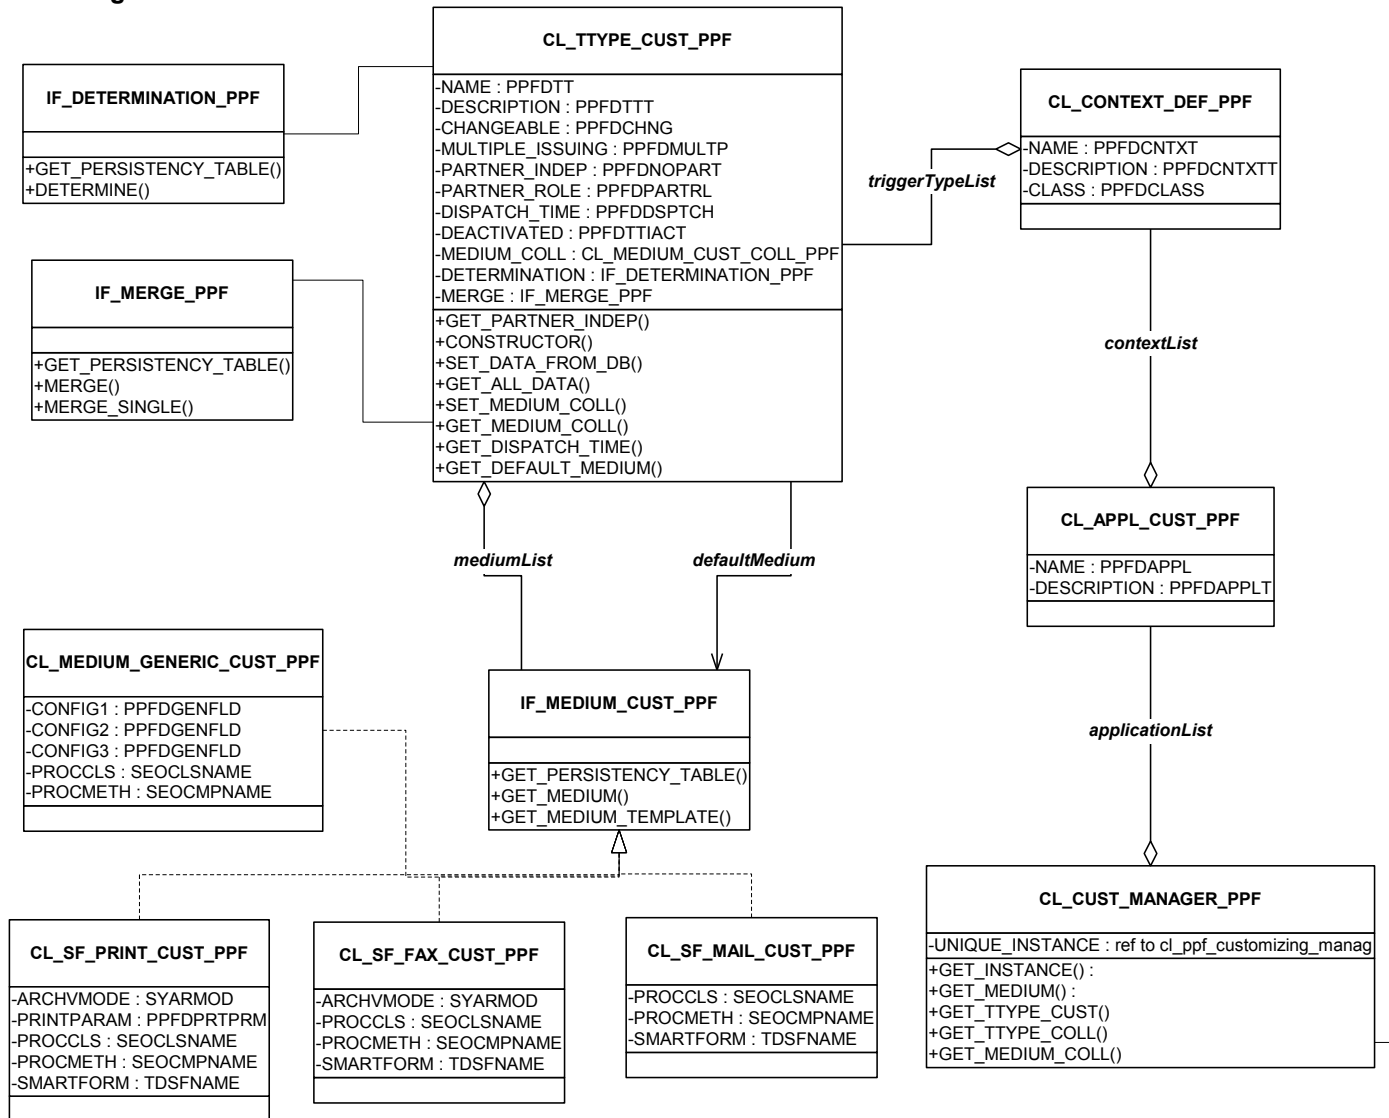 CL_TTYPE_CUST_PPF
-NAME : PPFDTT
-DESCRIPTION : PPFDTTT
-CHANGEABLE : PPFDCHNG
-MULTIPLE_ISSUING : PPFDMULTP
-PARTNER_INDEP : PPFDNOPART
-PARTNER_ROLE : PPFDPARTRL
-DISPATCH_TIME : PPFDDSPTCH
-DEACTIVATED : PPFDTTIACT
-MEDIUM_COLL : CL_MEDIUM_CUST_COLL_PPF
-DETERMINATION : IF_DETERMINATION_PPF
-MERGE : IF_MERGE_PPF
+GET_PARTNER_INDEP()
+CONSTRUCTOR()
+SET_DATA_FROM_DB()
+GET_ALL_DATA()
+SET_MEDIUM_COLL()
+GET_MEDIUM_COLL()
+GET_DISPATCH_TIME()
+GET_DEFAULT_MEDIUM()
IF_DETERMINATION_PPF
+GET_PERSISTENCY_TABLE()
+DETERMINE()
IF_MERGE_PPF
+GET_PERSISTENCY_TABLE()
+MERGE()
+MERGE_SINGLE()
triggerTypeList
CL_CONTEXT_DEF_PPF
-NAME : PPFDCNTXT
-DESCRIPTION : PPFDCNTXTT
-CLASS : PPFDCLASS
contextList
CL_APPL_CUST_PPF
-NAME : PPFDAPPL
-DESCRIPTION : PPFDAPPLT
applicationList
mediumList
defaultMedium
CL_MEDIUM_GENERIC_CUST_PPF
-CONFIG1 : PPFDGENFLD
-CONFIG2 : PPFDGENFLD
-CONFIG3 : PPFDGENFLD
-PROCCLS : SEOCLSNAME
-PROCMETH : SEOCMPNAME
IF_MEDIUM_CUST_PPF
+GET_PERSISTENCY_TABLE()
+GET_MEDIUM()
+GET_MEDIUM_TEMPLATE()
CL_SF_PRINT_CUST_PPF
-ARCHVMODE : SYARMOD
-PRINTPARAM : PPFDPRTPRM
-PROCCLS : SEOCLSNAME
-PROCMETH : SEOCMPNAME
-SMARTFORM : TDSFNAME
CL_SF_FAX_CUST_PPF
-ARCHVMODE : SYARMOD
-PROCCLS : SEOCLSNAME
-PROCMETH : SEOCMPNAME
-SMARTFORM : TDSFNAME
CL_SF_MAIL_CUST_PPF
-PROCCLS : SEOCLSNAME
-PROCMETH : SEOCMPNAME
-SMARTFORM : TDSFNAME
CL_CUST_MANAGER_PPF
-UNIQUE_INSTANCE : ref to cl_ppf_customizing_manag
+GET_INSTANCE() :
+GET_MEDIUM() :
+GET_TTYPE_CUST()
+GET_TTYPE_COLL()
+GET_MEDIUM_COLL()